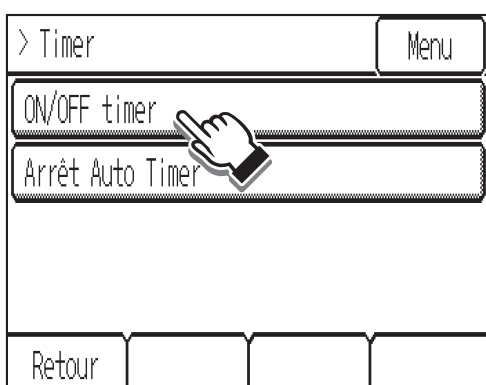 > Timer
Menu
ON/OFF timer
Arrêt Auto Timer
Retour